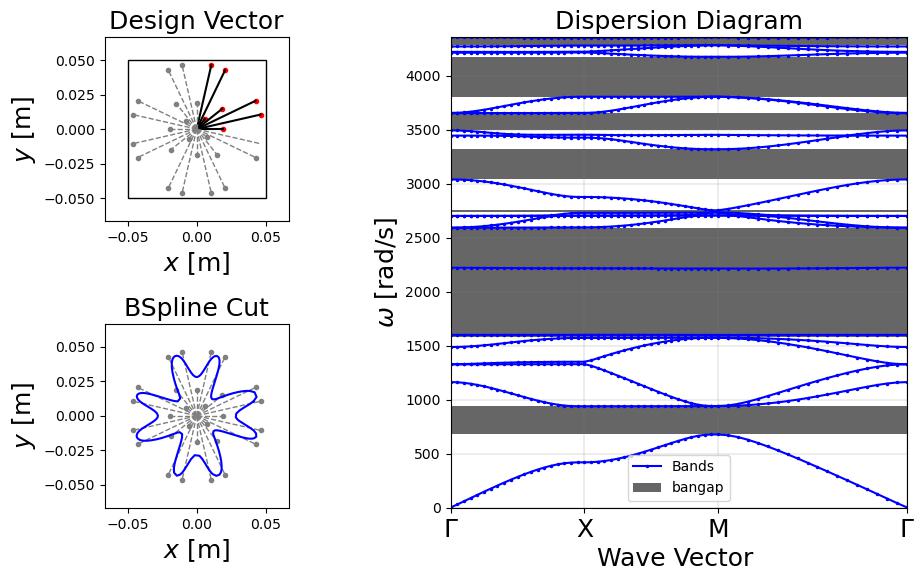 Design Vector
0.050
0.025
0.000
−0.025
−0.050
y [m]
−0.05
0.00
0.05
x [m]
BSpline Cut
0.050
0.025
0.000
−0.025
−0.050
y [m]
−0.05
0.00
0.05
x [m]
Dispersion Diagram
4000
3500
3000
2500
2000
1500
1000
500
0
ω [rad/s]
Bands
bangap
Γ
X
M
Γ
Wave Vector